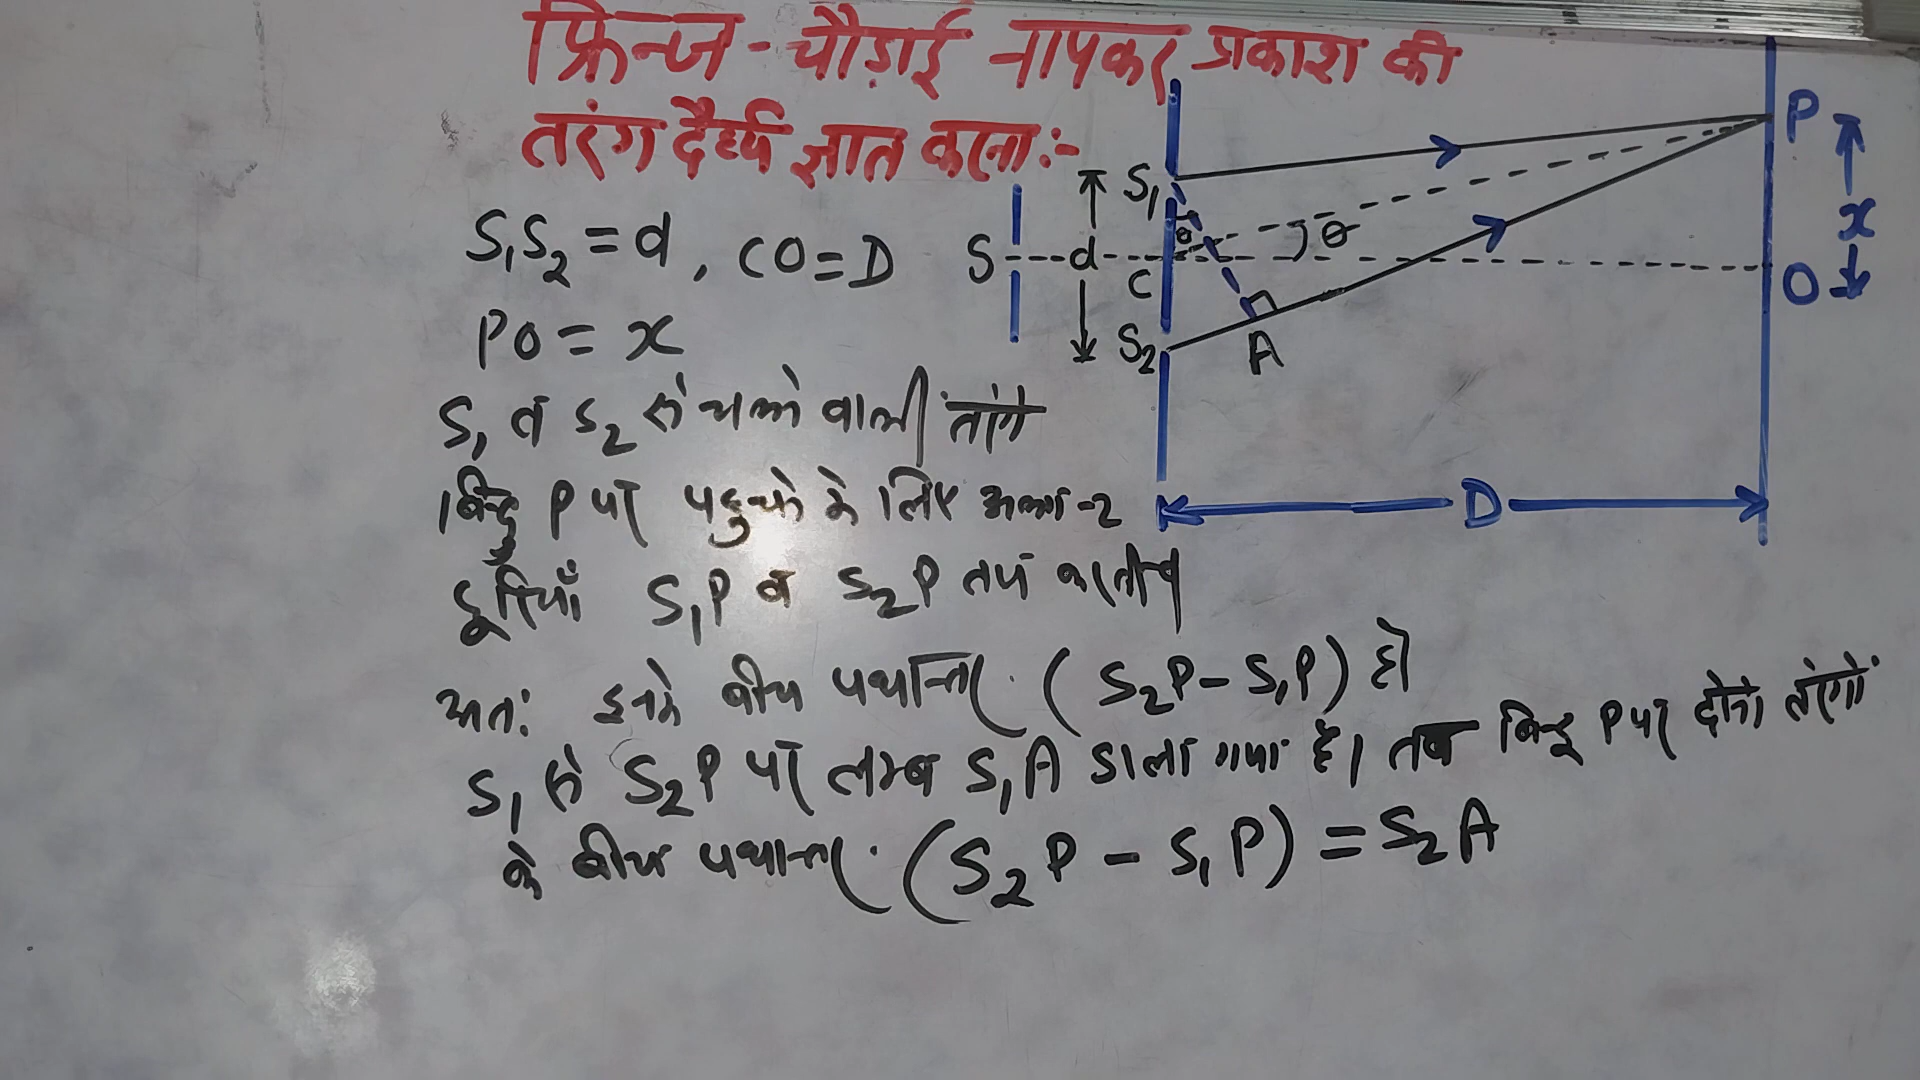 फ्रिन्ज-चौड़ाई नापकर प्रकाश की
तरंग दैर्ध्य ज्ञात करना:-
S₁S₂ = d, CO = D
PO = x
S₁ व S₂ से चलने वाली तरंगे
बिन्दु P पर पहुचने के लिए अलग-2
दूरियाँ S₁P व S₂P तय करती है
अतः इनके बीच पथान्तर (S₂P - S₁P) है।
S₁ से S₂P पर लम्ब S₁A डाला गया है। तब बिन्दु P पर दोनो तरंगों
के बीच पथान्तर (S₂P - S₁P) = S₂A
S
S₁
d
C
S₂
A
θ
θ
P
x
O
D